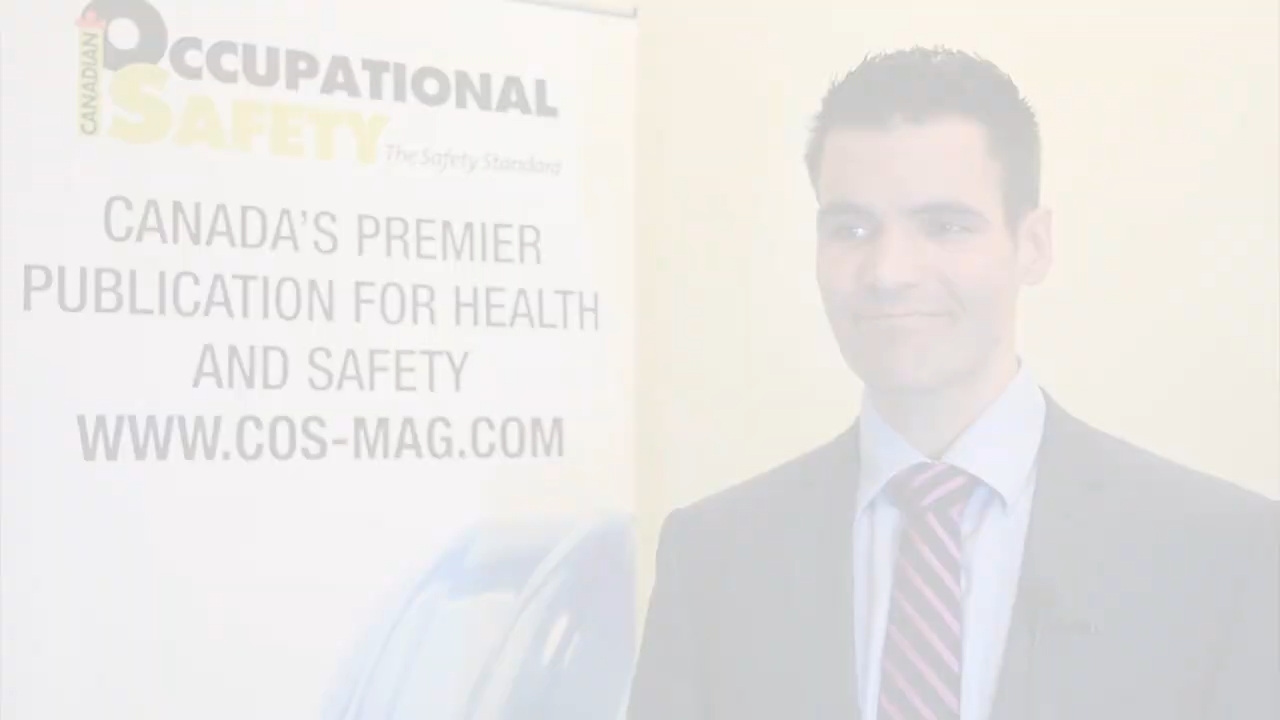 CANADIAN
OCCUPATIONAL
SAFETY The Safety Standard
CANADA'S PREMIER
PUBLICATION FOR HEALTH
AND SAFETY
WWW.COS-MAG.COM